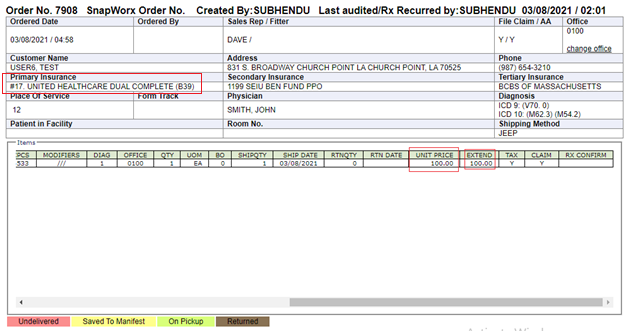 Order No. 7908 SnapWorx Order No. Created By:SUBHENDU Last audited/Rx Recurred by:SUBHENDU 03/08/2021 / 02:01
Ordered Date Ordered By Sales Rep / Fitter File Claim / AA Office
03/08/2021 / 04:58 DAVE / Y / Y 0100
change office
Customer Name Address Phone
USER6, TEST 831 S. BROADWAY CHURCH POINT LA CHURCH POINT, LA 70525 (987) 654-3210
Primary Insurance Secondary Insurance Tertiary Insurance
#17. UNITED HEALTHCARE DUAL COMPLETE (B39) 1199 SEIU BEN FUND PPO BCBS OF MASSACHUSETTS
Place Of Service Form Track Physician Diagnosis
12 SMITH, JOHN ICD 9: (V70. 0)
ICD 10: (M62.3) (M54.2)
Patient in Facility Room No. Shipping Method
JEEP
Items
PCS MODIFIERS DIAG OFFICE QTY UOM BO SHIPQTY SHIP DATE RTNQTY RTN DATE UNIT PRICE EXTEND TAX CLAIM RX CONFIRM
533 /// 1 0100 1 EA 0 1 03/08/2021 0 100.00 100.00 Y Y
Undelivered Saved To Manifest On Pickup Returned